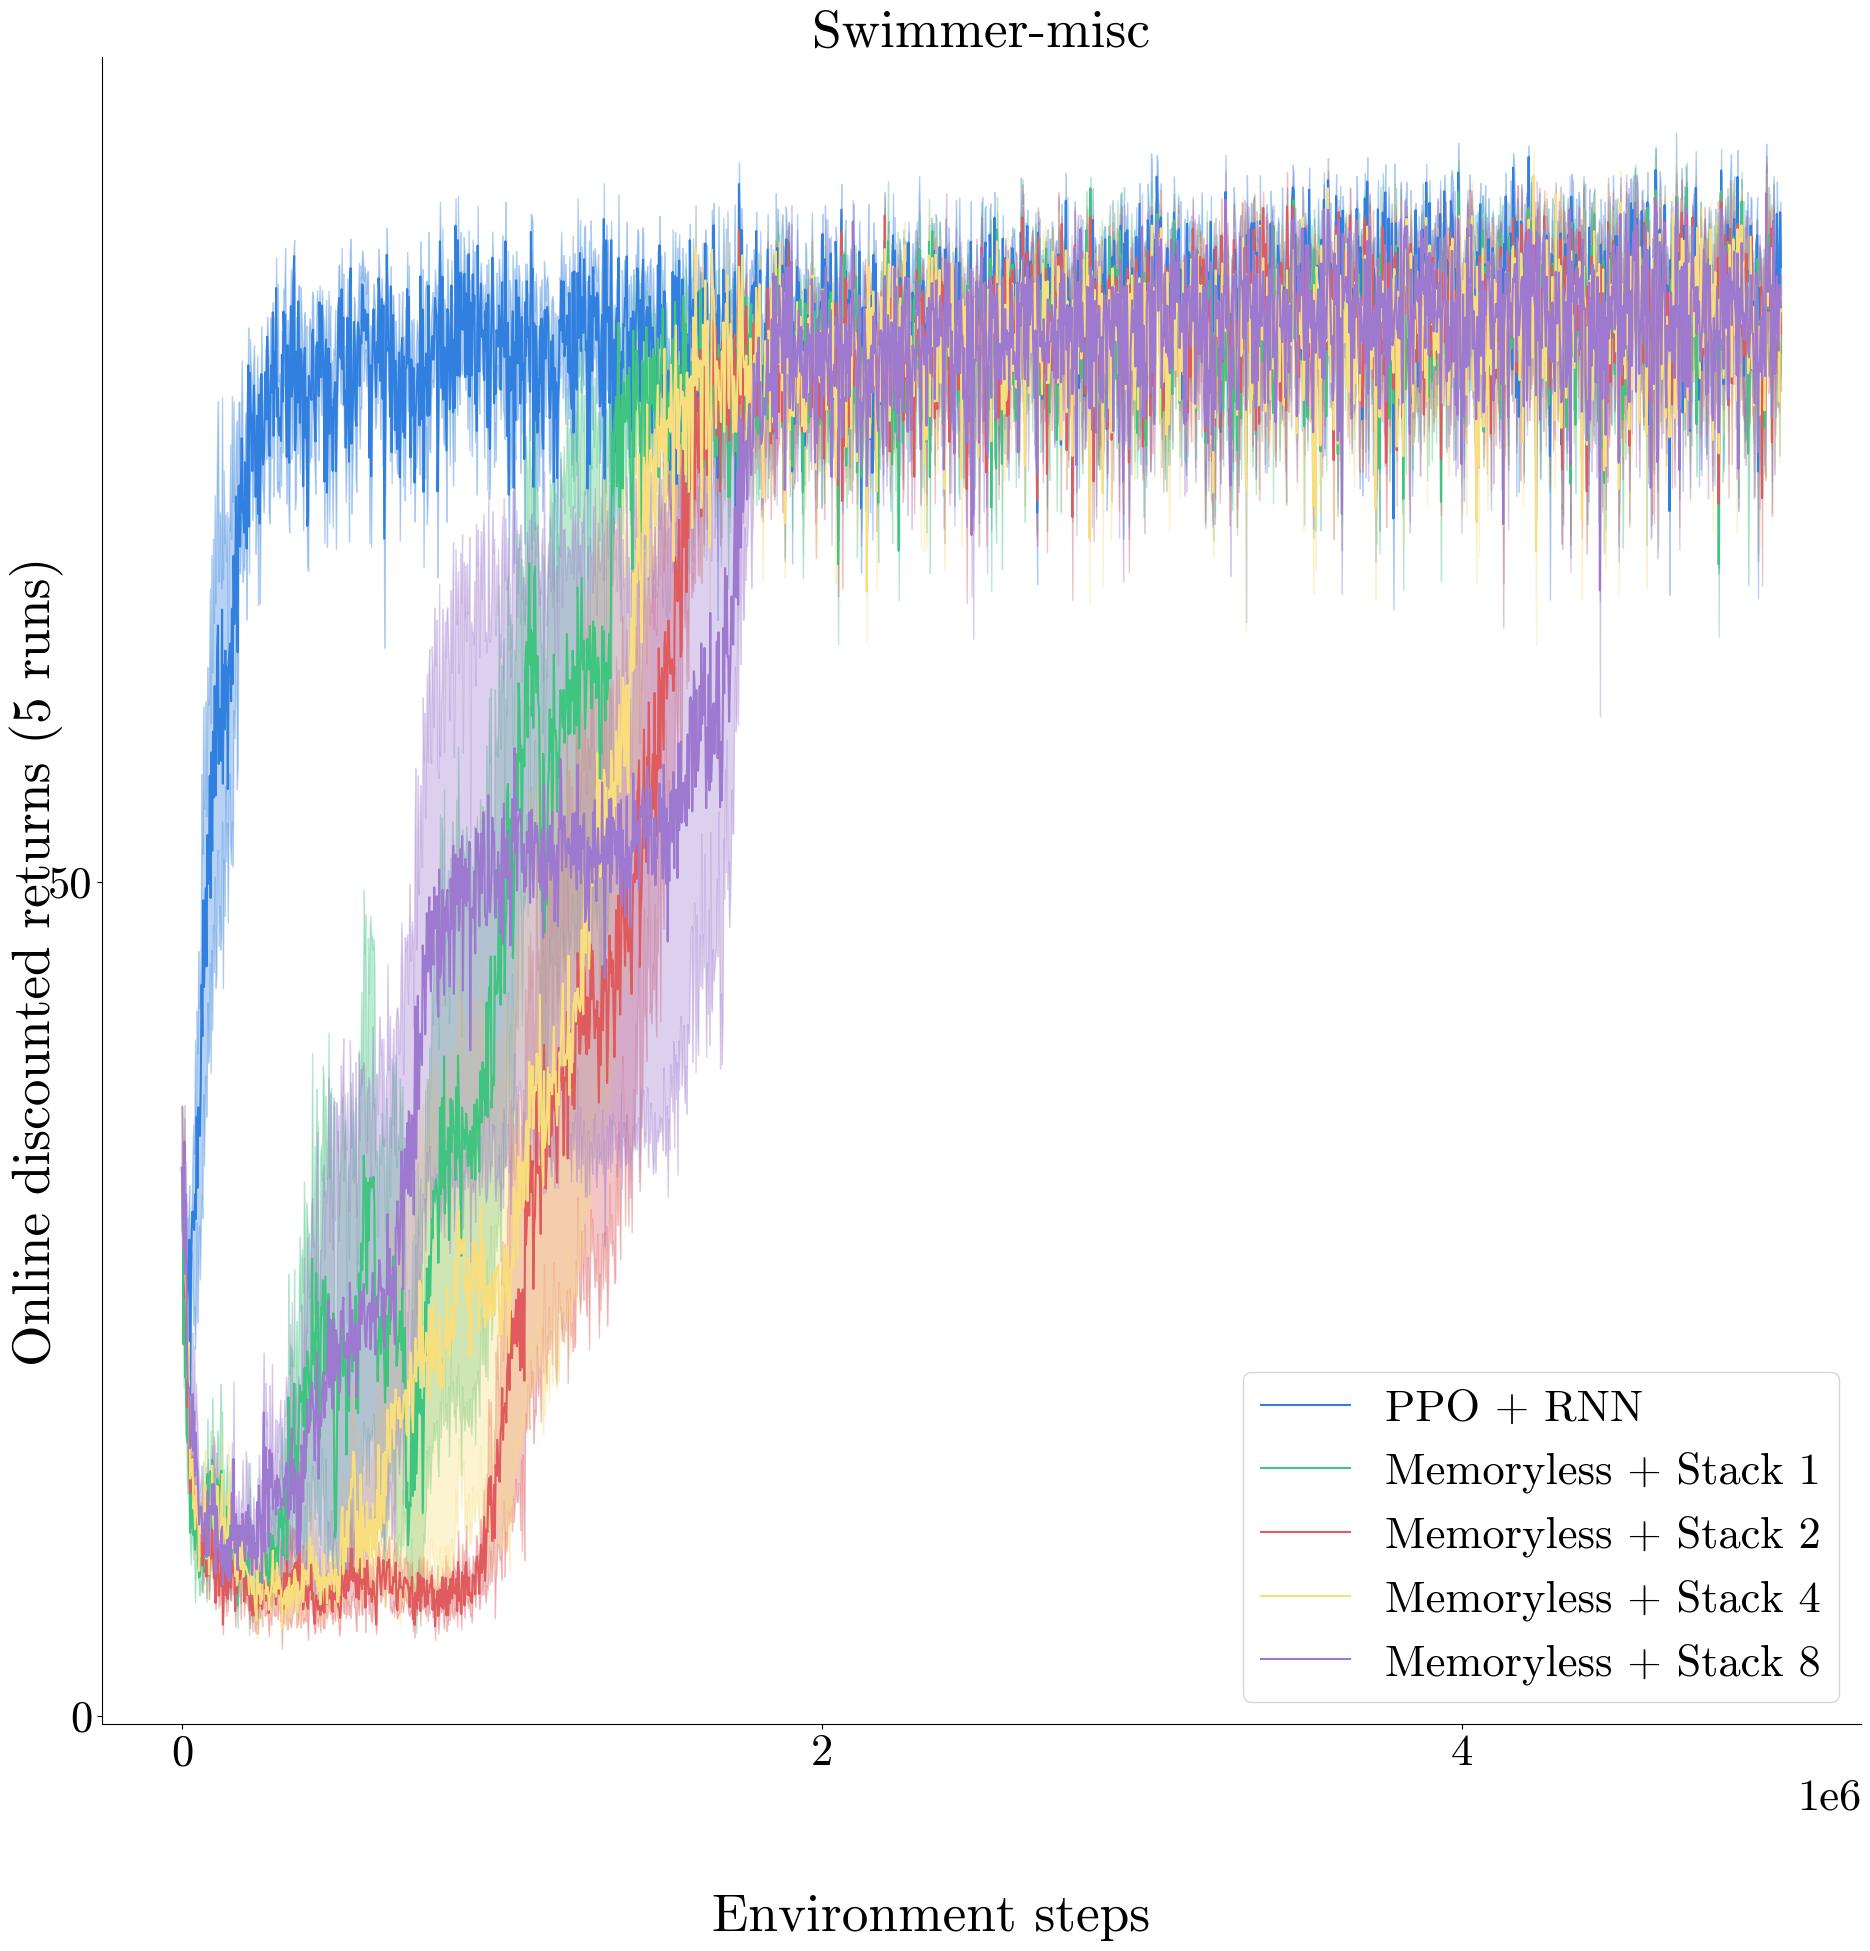 Swimmer-misc
Online discounted returns (5 runs)
50
0
0
2
4
1e6
Environment steps
PPO + RNN
Memoryless + Stack 1
Memoryless + Stack 2
Memoryless + Stack 4
Memoryless + Stack 8